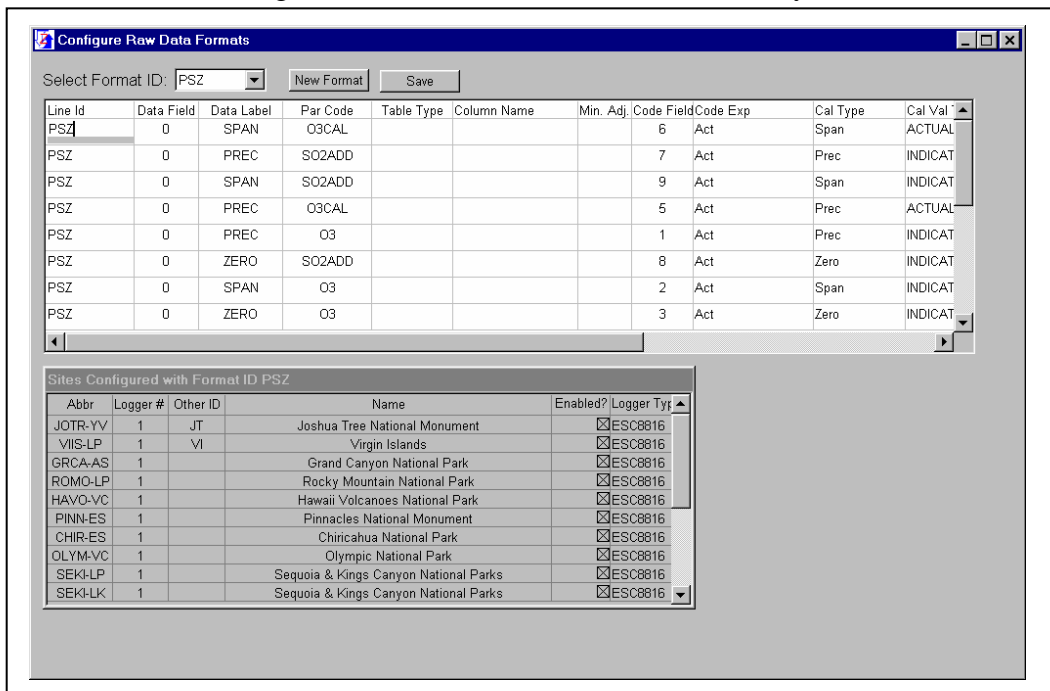 Configure Raw Data Formats
Select Format ID: PSZ New Format Save
Line Id Data Field Data Label Par Code Table Type Column Name Min. Adj. Code Field Code Exp Cal Type Cal Val T
PSZ 0 SPAN O3CAL 6 Act Span ACTUAL
PSZ 0 PREC SO2ADD 7 Act Prec INDICAT
PSZ 0 SPAN SO2ADD 9 Act Span INDICAT
PSZ 0 PREC O3CAL 5 Act Prec ACTUAL
PSZ 0 PREC O3 1 Act Prec INDICAT
PSZ 0 ZERO SO2ADD 8 Act Zero INDICAT
PSZ 0 SPAN O3 2 Act Span INDICAT
PSZ 0 ZERO O3 3 Act Zero INDICAT
Sites Configured with Format ID PSZ
Abbr Logger # Other ID Name Enabled? Logger Typ
JOTR-YV 1 JT Joshua Tree National Monument ESC8816
VIIS-LP 1 VI Virgin Islands ESC8816
GRCA-AS 1 Grand Canyon National Park ESC8816
ROMO-LP 1 Rocky Mountain National Park ESC8816
HAVO-VC 1 Hawaii Volcanoes National Park ESC8816
PINN-ES 1 Pinnacles National Monument ESC8816
CHIR-ES 1 Chiricahua National Park ESC8816
OLYM-VC 1 Olympic National Park ESC8816
SEKI-LP 1 Sequoia & Kings Canyon National Parks ESC8816
SEKI-LK 1 Sequoia & Kings Canyon National Parks ESC8816